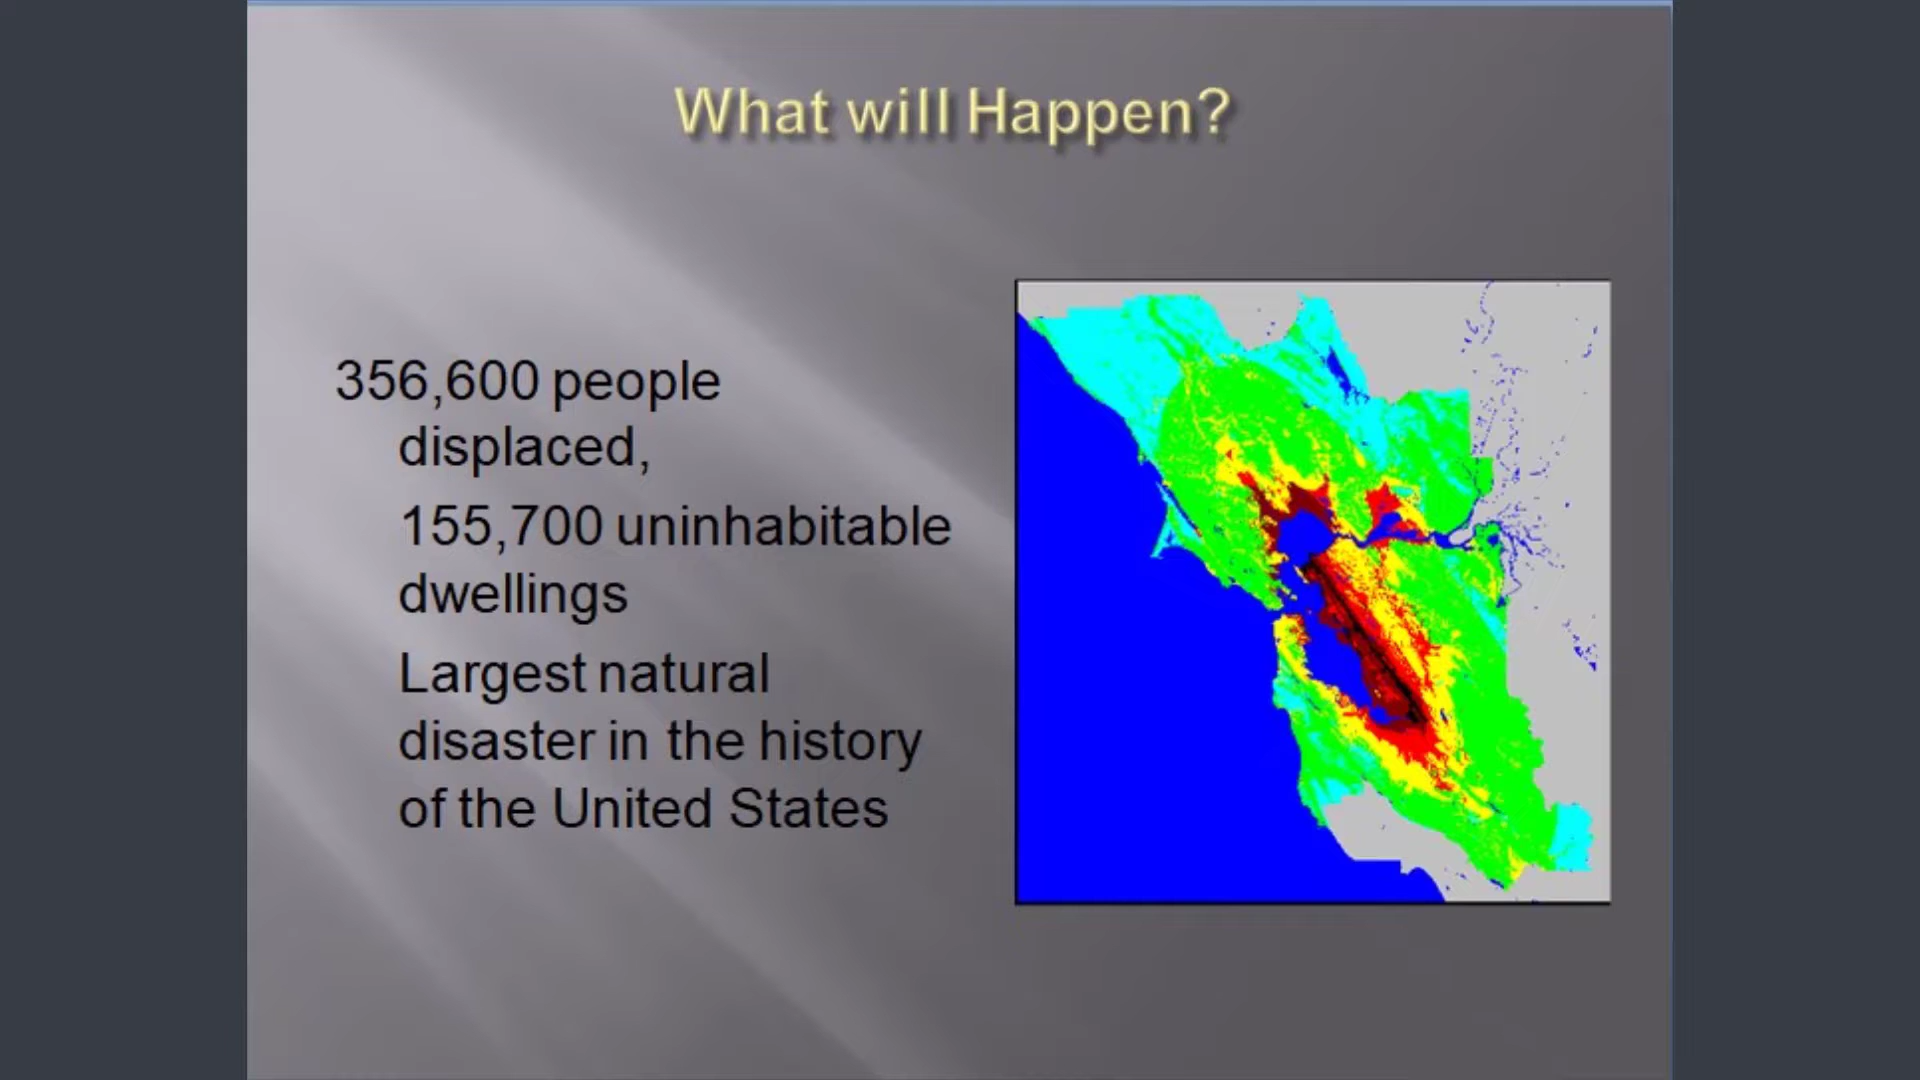 What will Happen?
356,600 people
displaced,
155,700 uninhabitable
dwellings
Largest natural
disaster in the history
of the United States